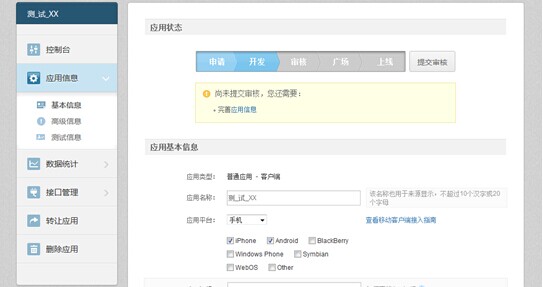 测_试_XX
控制台
应用信息
基本信息
高级信息
测试信息
数据统计
接口管理
转让应用
删除应用
应用状态
申请 开发 审核 广场 上线 提交审核
尚未提交审核，您还需要：
完善应用信息
应用基本信息
应用类型： 普通应用 - 客户端
应用名称： 测_试_XX 该名称也用于来源显示，不超过10个汉字或20个字母
应用平台： 手机 查看移动客户端接入指南
iPhone Android BlackBerry
Windows Phone Symbian
WebOS Other